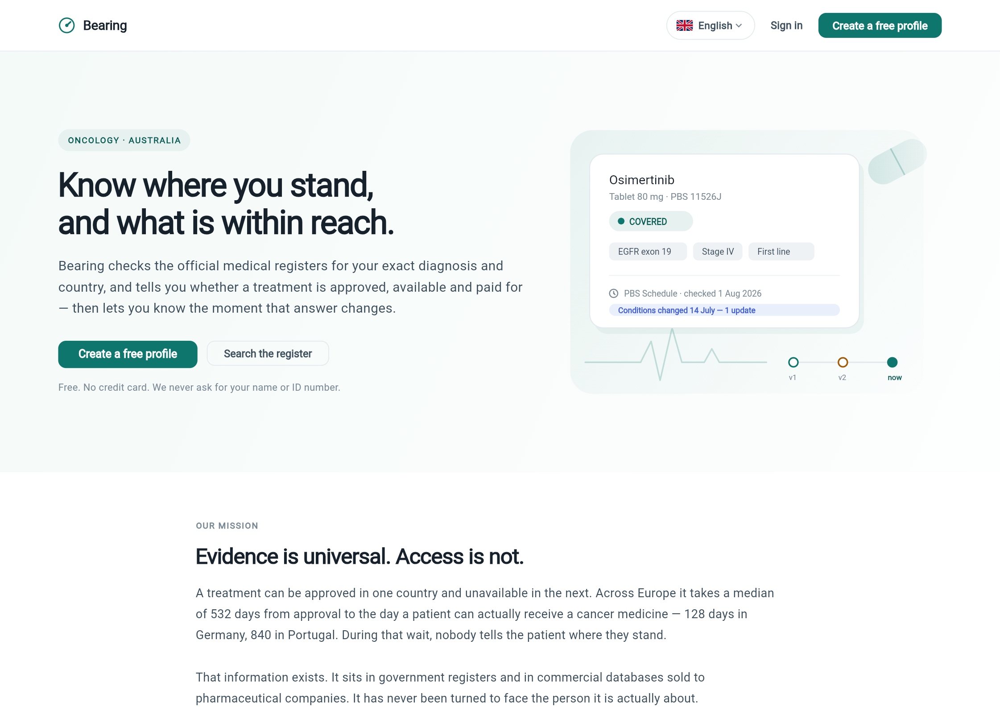 Bearing
English
Sign in
Create a free profile
ONCOLOGY · AUSTRALIA
Know where you stand,
and what is within reach.
Bearing checks the official medical registers for your exact diagnosis and
country, and tells you whether a treatment is approved, available and paid for
— then lets you know the moment that answer changes.
Create a free profile
Search the register
Free. No credit card. We never ask for your name or ID number.
Osimertinib
Tablet 80 mg · PBS 11526J
COVERED
EGFR exon 19
Stage IV
First line
PBS Schedule · checked 1 Aug 2026
Conditions changed 14 July — 1 update
v1
v2
now
OUR MISSION
Evidence is universal. Access is not.
A treatment can be approved in one country and unavailable in the next. Across Europe it takes a median
of 532 days from approval to the day a patient can actually receive a cancer medicine — 128 days in
Germany, 840 in Portugal. During that wait, nobody tells the patient where they stand.
That information exists. It sits in government registers and in commercial databases sold to
pharmaceutical companies. It has never been turned to face the person it is actually about.